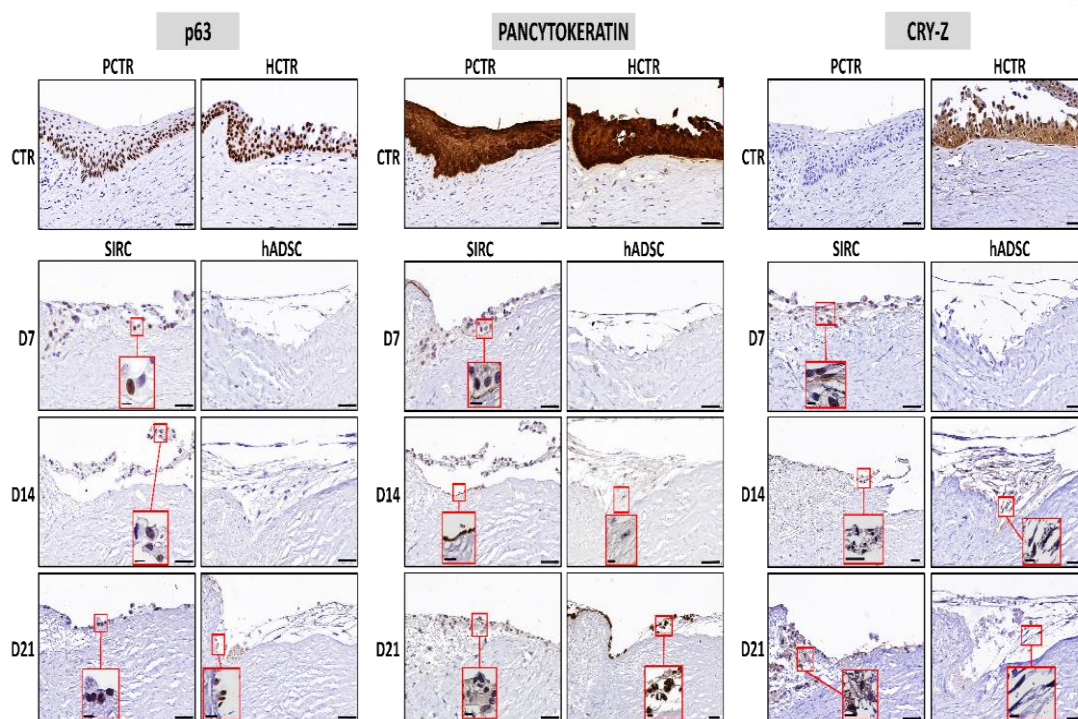 p63 PANCYTOKERATIN CRY-Z
PCTR HCTR PCTR HCTR PCTR HCTR
CTR CTR CTR
SIRC hADSC SIRC hADSC SIRC hADSC
D7 D7 D7
D14 D14 D14
D21 D21 D21